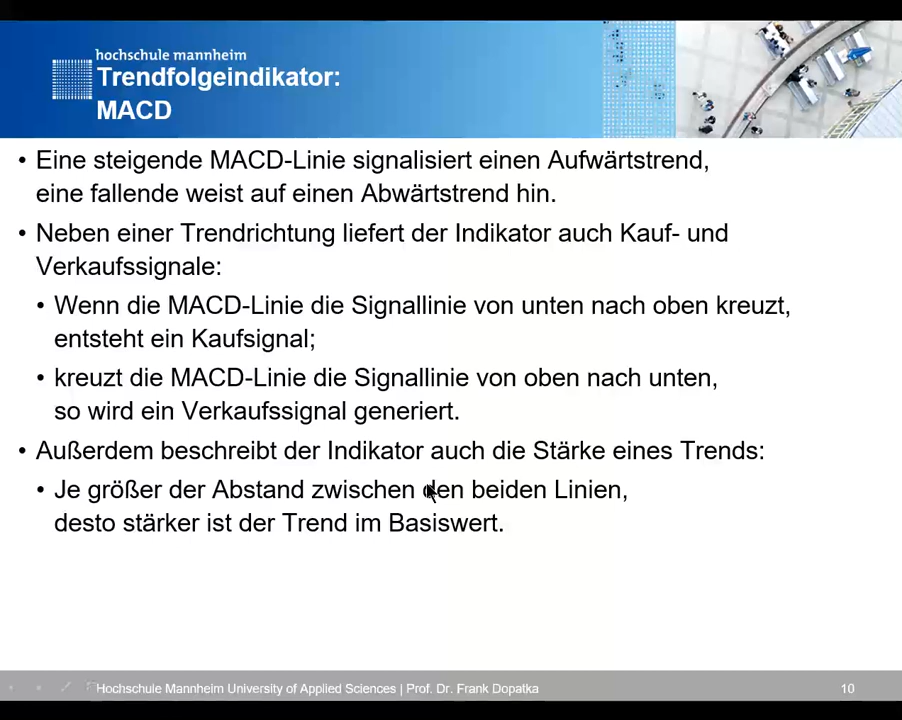 hochschule mannheim
Trendfolgeindikator:
MACD
• Eine steigende MACD-Linie signalisiert einen Aufwärtstrend,
eine fallende weist auf einen Abwärtstrend hin.
• Neben einer Trendrichtung liefert der Indikator auch Kauf- und
Verkaufssignale:
• Wenn die MACD-Linie die Signallinie von unten nach oben kreuzt,
entsteht ein Kaufsignal;
• kreuzt die MACD-Linie die Signallinie von oben nach unten,
so wird ein Verkaufssignal generiert.
• Außerdem beschreibt der Indikator auch die Stärke eines Trends:
• Je größer der Abstand zwischen den beiden Linien,
desto stärker ist der Trend im Basiswert.
Hochschule Mannheim University of Applied Sciences | Prof. Dr. Frank Dopatka 10